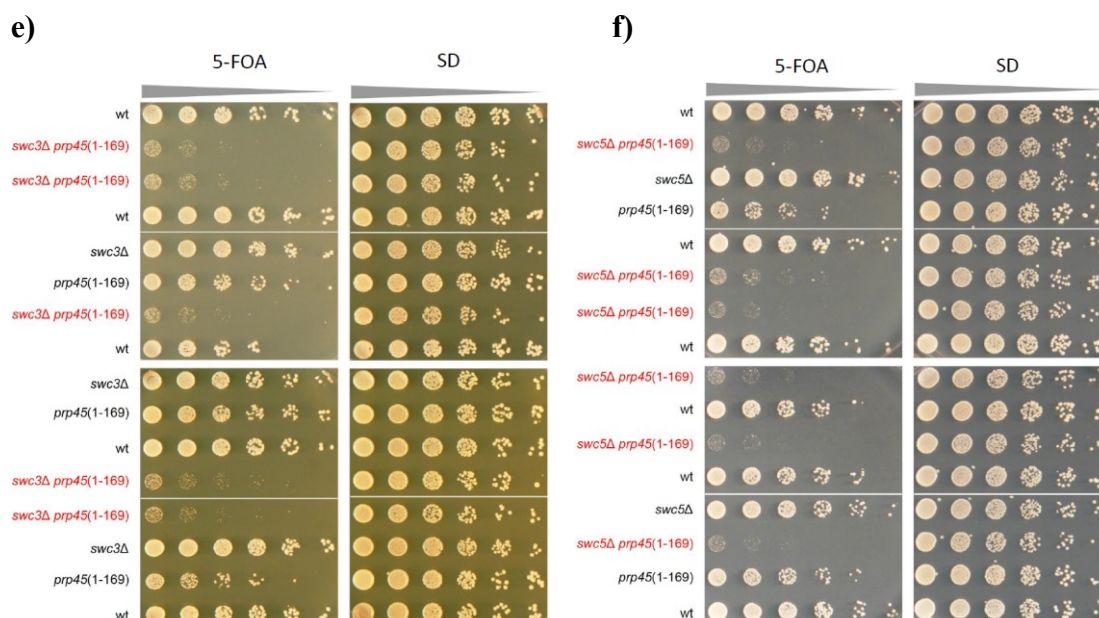 e)
5-FOA SD
wt
swc3Δ prp45(1-169)
swc3Δ prp45(1-169)
wt
swc3Δ
prp45(1-169)
swc3Δ prp45(1-169)
wt
swc3Δ
prp45(1-169)
wt
swc3Δ prp45(1-169)
swc3Δ prp45(1-169)
swc3Δ
prp45(1-169)
wt
f)
5-FOA SD
wt
swc5Δ prp45(1-169)
swc5Δ
prp45(1-169)
wt
swc5Δ prp45(1-169)
swc5Δ prp45(1-169)
wt
swc5Δ prp45(1-169)
wt
swc5Δ prp45(1-169)
wt
swc5Δ
swc5Δ prp45(1-169)
prp45(1-169)
wt